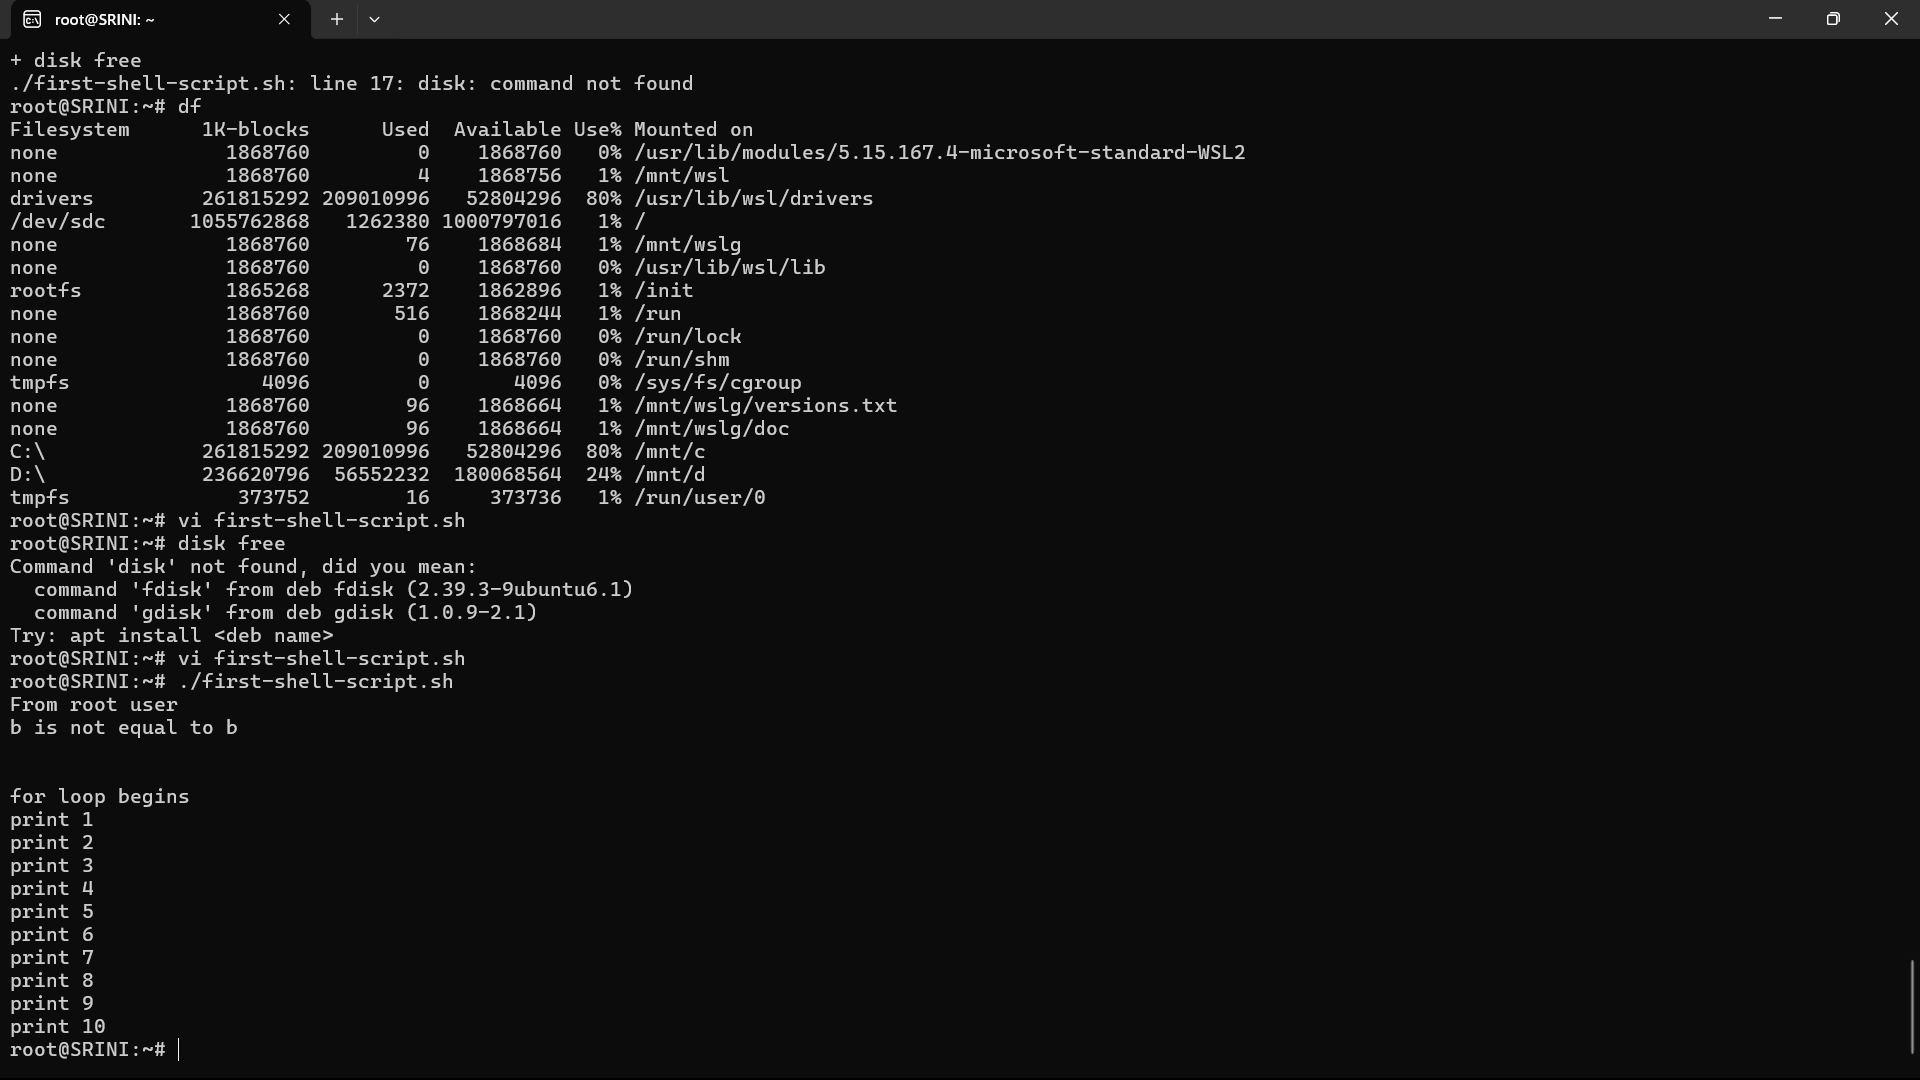 root@SRINI: ~
+ disk free
./first-shell-script.sh: line 17: disk: command not found
root@SRINI:~# df
Filesystem      1K-blocks      Used  Available Use% Mounted on
none              1868760         0    1868760   0% /usr/lib/modules/5.15.167.4-microsoft-standard-WSL2
none              1868760         4    1868756   1% /mnt/wsl
drivers         261815292 209010996   52804296  80% /usr/lib/wsl/drivers
/dev/sdc       1055762868   1262380 1000797016   1% /
none              1868760        76    1868684   1% /mnt/wslg
none              1868760         0    1868760   0% /usr/lib/wsl/lib
rootfs            1865268      2372    1862896   1% /init
none              1868760       516    1868244   1% /run
none              1868760         0    1868760   0% /run/lock
none              1868760         0    1868760   0% /run/shm
tmpfs                4096         0       4096   0% /sys/fs/cgroup
none              1868760        96    1868664   1% /mnt/wslg/versions.txt
none              1868760        96    1868664   1% /mnt/wslg/doc
C:\             261815292 209010996   52804296  80% /mnt/c
D:\             236620796  56552232  180068564  24% /mnt/d
tmpfs              373752        16     373736   1% /run/user/0
root@SRINI:~# vi first-shell-script.sh
root@SRINI:~# disk free
Command 'disk' not found, did you mean:
  command 'fdisk' from deb fdisk (2.39.3-9ubuntu6.1)
  command 'gdisk' from deb gdisk (1.0.9-2.1)
Try: apt install <deb name>
root@SRINI:~# vi first-shell-script.sh
root@SRINI:~# ./first-shell-script.sh
From root user
b is not equal to b
for loop begins
print 1
print 2
print 3
print 4
print 5
print 6
print 7
print 8
print 9
print 10
root@SRINI:~#